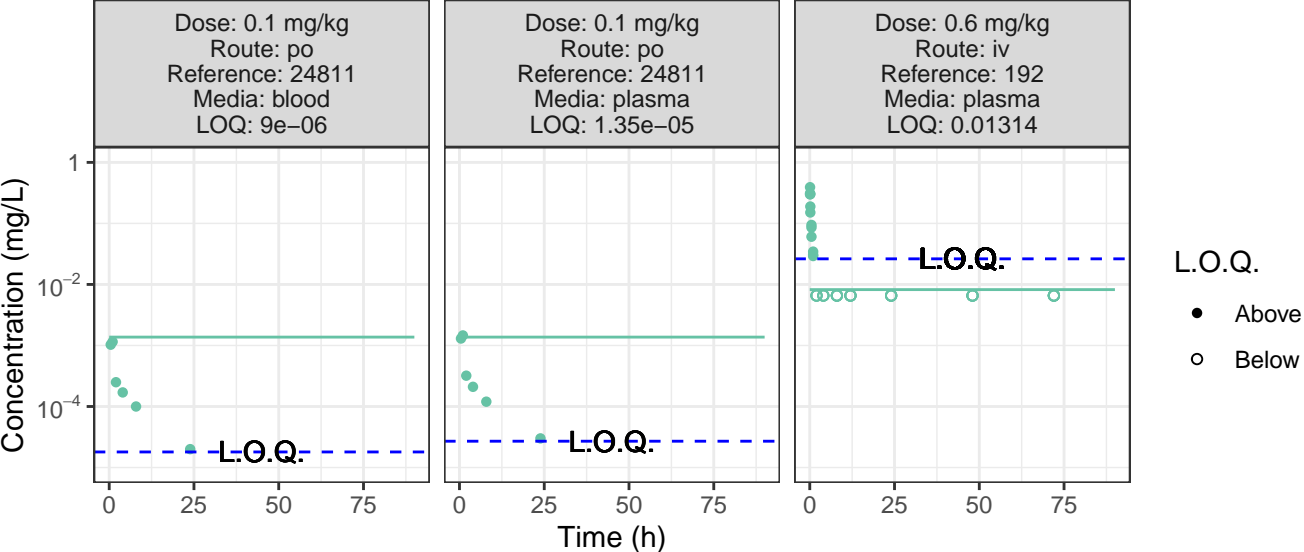 Dose: 0.1 mg/kg
Route: po
Reference: 24811
Media: blood
LOQ: 9e−06
Dose: 0.1 mg/kg
Route: po
Reference: 24811
Media: plasma
LOQ: 1.35e−05
Dose: 0.6 mg/kg
Route: iv
Reference: 192
Media: plasma
LOQ: 0.01314
Concentration (mg/L)
1
10⁻²
10⁻⁴
L.O.Q.
L.O.Q.
L.O.Q.
0 25 50 75
0 25 50 75
0 25 50 75
Time (h)
L.O.Q.
Above
Below